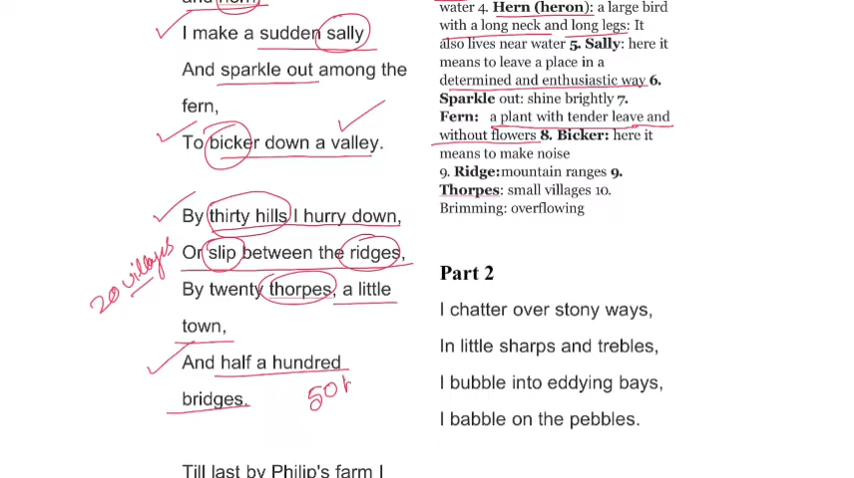 and hern,
I make a sudden sally
And sparkle out among the
fern,
To bicker down a valley.
By thirty hills I hurry down,
Or slip between the ridges,
20 villages
By twenty thorpes, a little
town,
And half a hundred
bridges.
50
Till last by Philip's farm I
water 4. Hern (heron): a large bird
with a long neck and long legs: It
also lives near water 5. Sally: here it
means to leave a place in a
determined and enthusiastic way 6.
Sparkle out: shine brightly 7.
Fern: a plant with tender leave and
without flowers 8. Bicker: here it
means to make noise
9. Ridge:mountain ranges 9.
Thorpes: small villages 10.
Brimming: overflowing
Part 2
I chatter over stony ways,
In little sharps and trebles,
I bubble into eddying bays,
I babble on the pebbles.